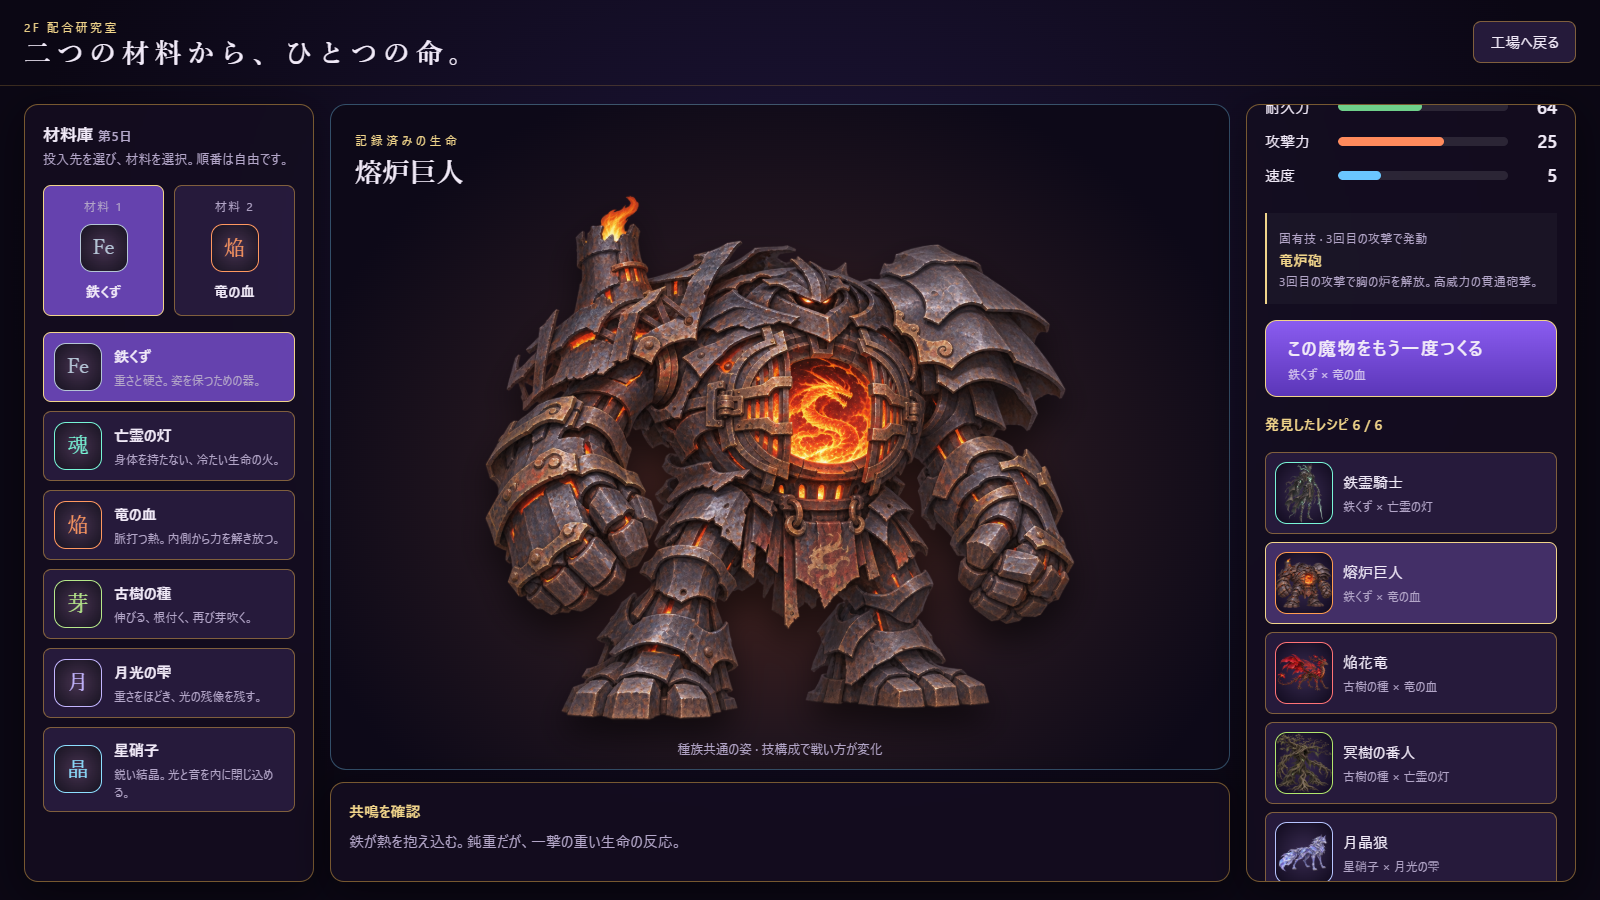 2F 配合研究室
二つの材料から、ひとつの命。
工場へ戻る
材料庫 第5日
投入先を選び、材料を選択。順番は自由です。
材料 1
Fe
鉄くず
材料 2
焔
竜の血
Fe
鉄くず
重さと硬さ。姿を保つための器。
魂
亡霊の灯
身体を持たない、冷たい生命の火。
焔
竜の血
脈打つ熱。内側から力を解き放つ。
芽
古樹の種
伸びる、根付く、再び芽吹く。
月
月光の雫
重さをほどき、光の残像を残す。
晶
星硝子
鋭い結晶。光と音を内に閉じ込め
る。
記録済みの生命
熔炉巨人
種族共通の姿・技構成で戦い方が変化
共鳴を確認
鉄が熱を抱え込む。鈍重だが、一撃の重い生命の反応。
耐久力 64
攻撃力 25
速度 5
固有技・3回目の攻撃で発動
竜炉砲
3回目の攻撃で胸の炉を解放。高威力の貫通砲撃。
この魔物をもう一度つくる
鉄くず × 竜の血
発見したレシピ 6 / 6
鉄霊騎士
鉄くず × 亡霊の灯
熔炉巨人
鉄くず × 竜の血
焔花竜
古樹の種 × 竜の血
冥樹の番人
古樹の種 × 亡霊の灯
月晶狼
星硝子 × 月光の雫